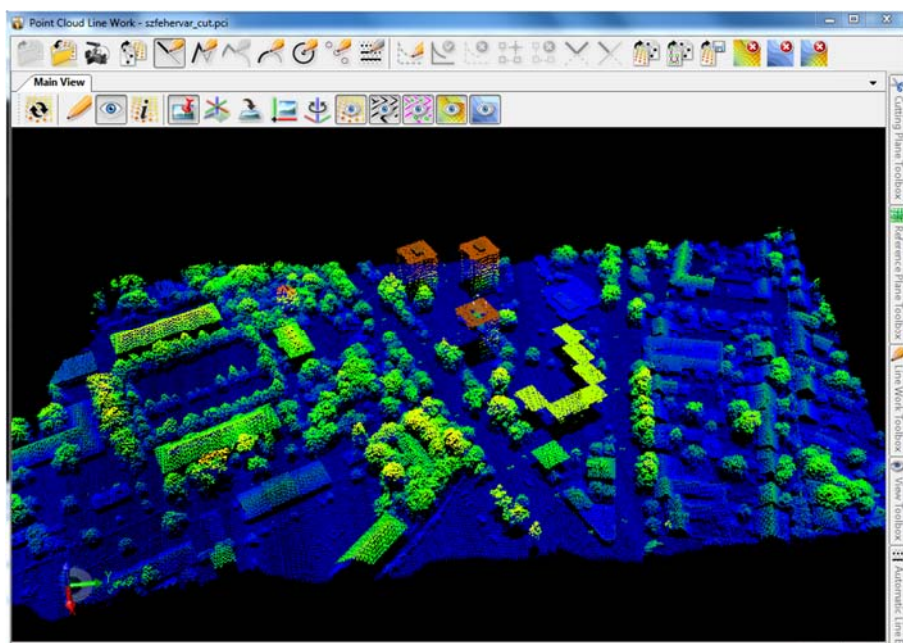 Point Cloud Line Work - szfehervar_cut.pci
Main View
Cutting Plane Toolbox
Reference Plane Toolbox
Line Work Toolbox
View Toolbox
Automatic Line
Y